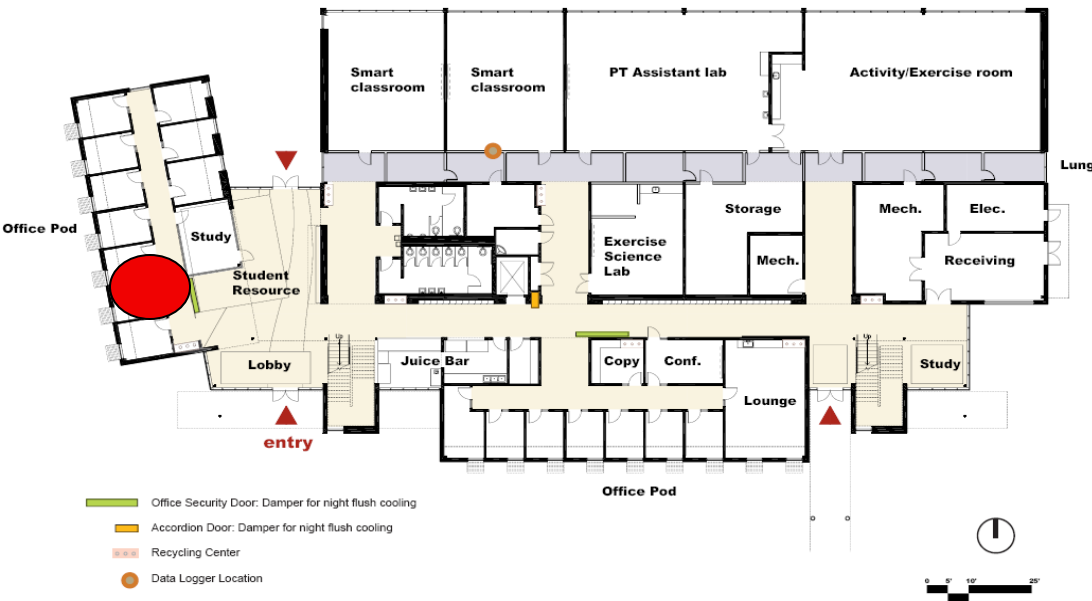 Smart
classroom
Smart
classroom
PT Assistant lab
Activity/Exercise room
Lung
Office Pod
Study
Student
Resource
Exercise
Science
Lab
Storage
Mech.
Mech.
Elec.
Receiving
Lobby
Up
Juice Bar
Copy
Conf.
Lounge
Up
Study
entry
Office Pod
Office Security Door: Damper for night flush cooling
Accordion Door: Damper for night flush cooling
Recycling Center
Data Logger Location
0 5' 10' 25'